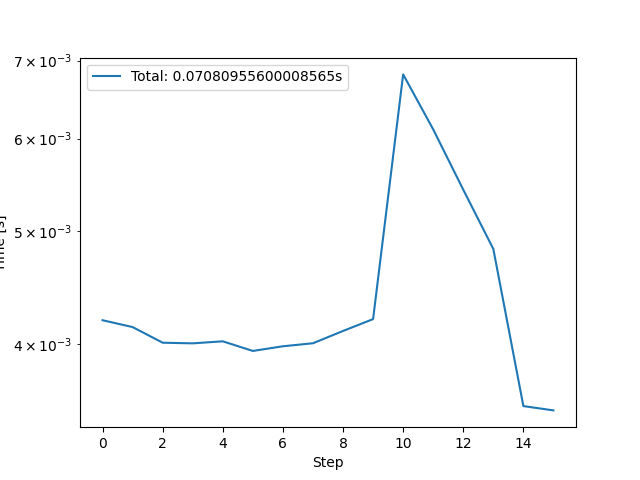 7 × 10⁻³
Total: 0.07080955600008565s
6 × 10⁻³
5 × 10⁻³
[s]
4 × 10⁻³
0 2 4 6 8 10 12 14
Step